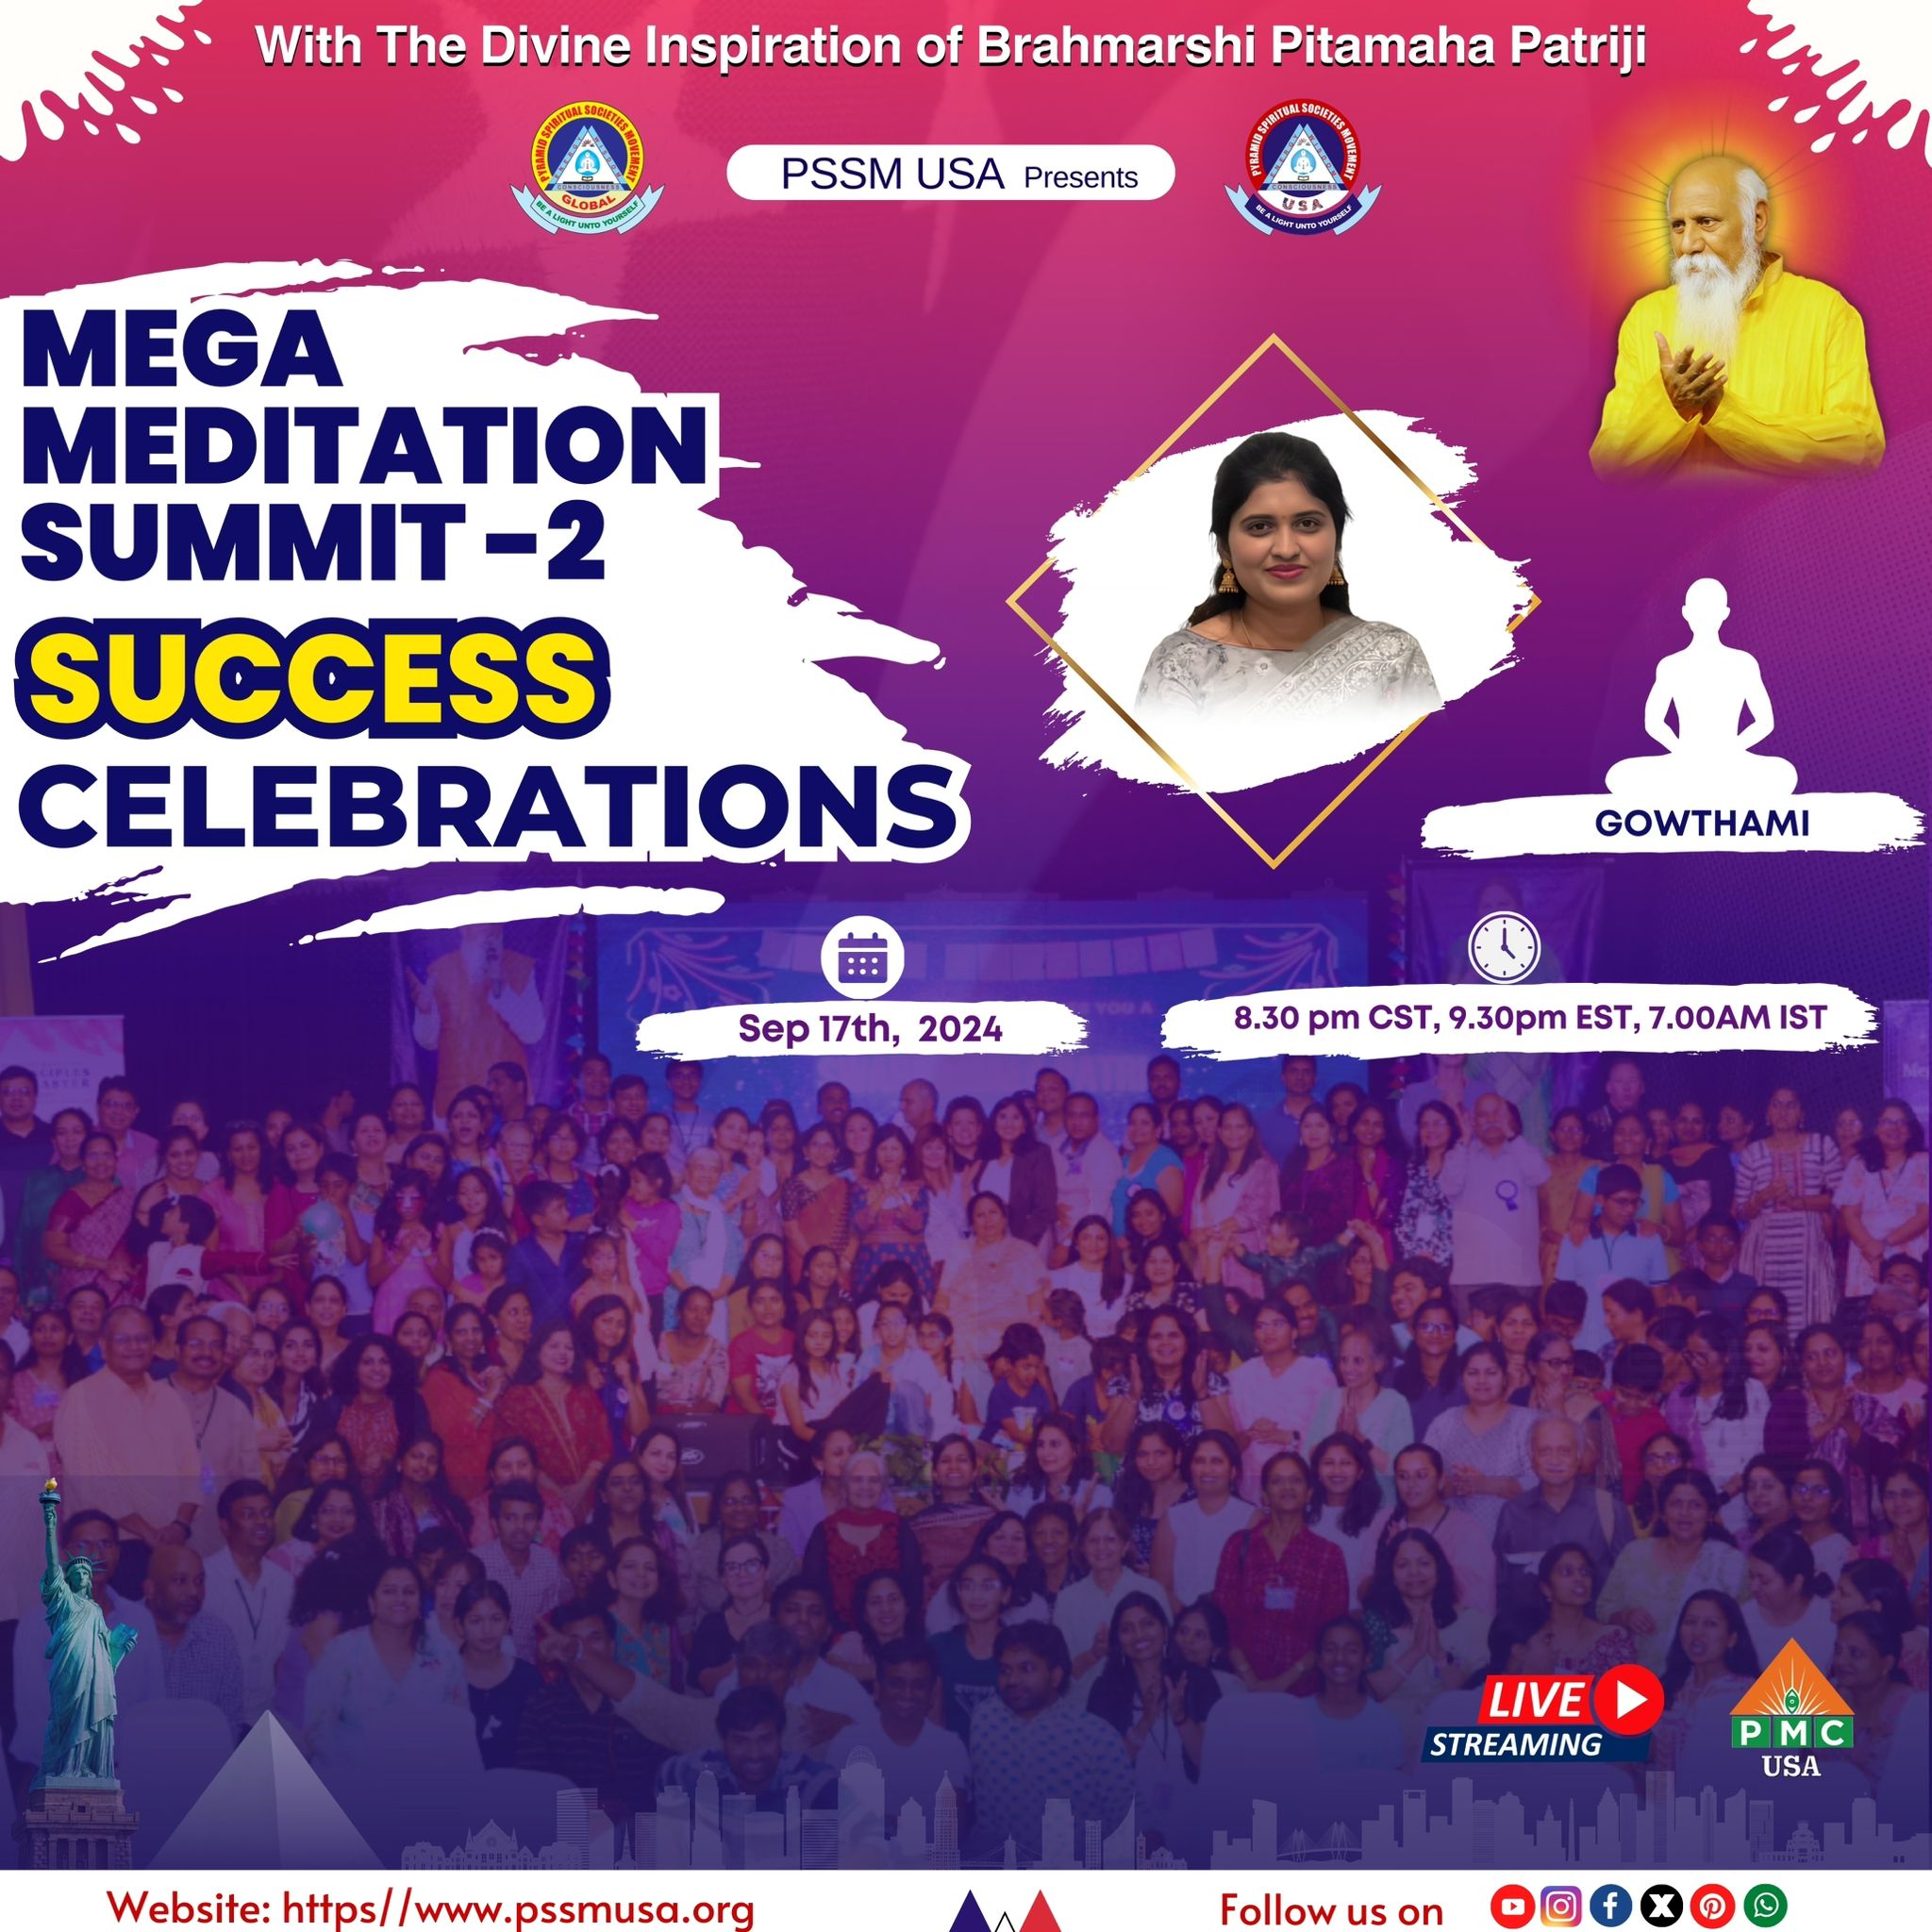 With The Divine Inspiration of Brahmarshi Pitamaha Patriji
PYRAMID SPIRITUAL SOCIETIES MOVEMENT
CONSCIOUSNESS
GLOBAL
BE A LIGHT UNTO YOURSELF
PSSM USA Presents
PYRAMID SPIRITUAL SOCIETIES MOVEMENT
CONSCIOUSNESS
USA
BE A LIGHT UNTO YOURSELF
MEGA
MEDITATION
SUMMIT -2
SUCCESS
CELEBRATIONS
GOWTHAMI
Sep 17th, 2024
8.30 pm CST, 9.30pm EST, 7.00AM IST
YOU A
LIVE
STREAMING
PMC
USA
Website: https//www.pssmusa.org
Follow us on